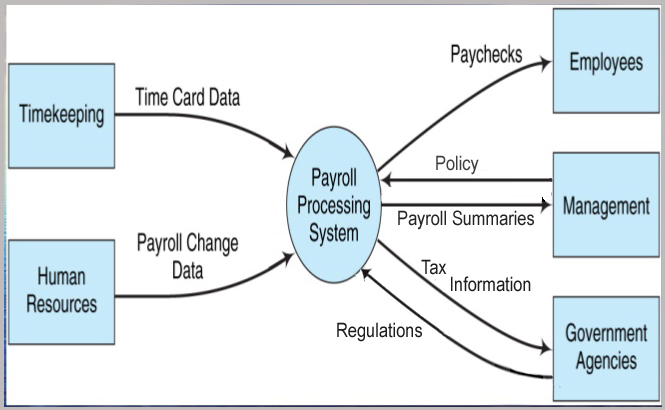 Paychecks
Employees
Timekeeping
Time Card Data
Policy
Payroll
Processing
System
Management
Payroll Summaries
Payroll Change
Data
Human
Resources
Tax
Information
Regulations
Government
Agencies